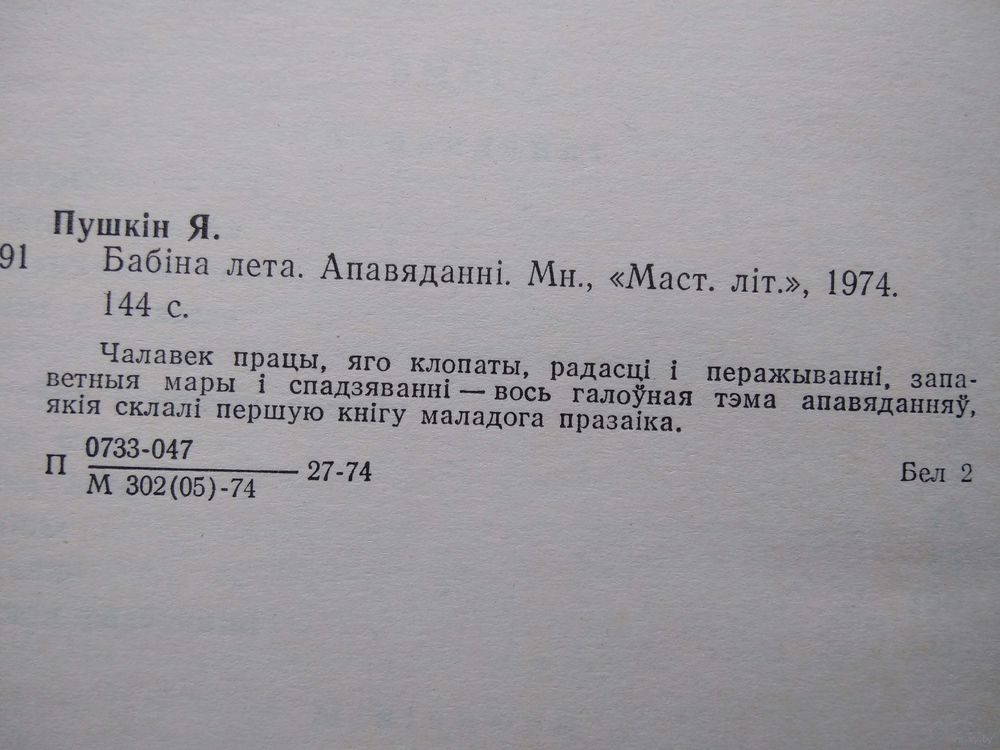 Пушкін Я.
91 Бабіна лета. Апавяданні. Мн., «Маст. літ.», 1974.
144 с.
Чалавек працы, яго клопаты, радасці і перажыванні, запа-
ветныя мары і спадзяванні — вось галоўная тэма апавяданняў,
якія склалі першую кнігу маладога празаіка.
0733-047
П 27-74 Бел 2
М 302(05)-74